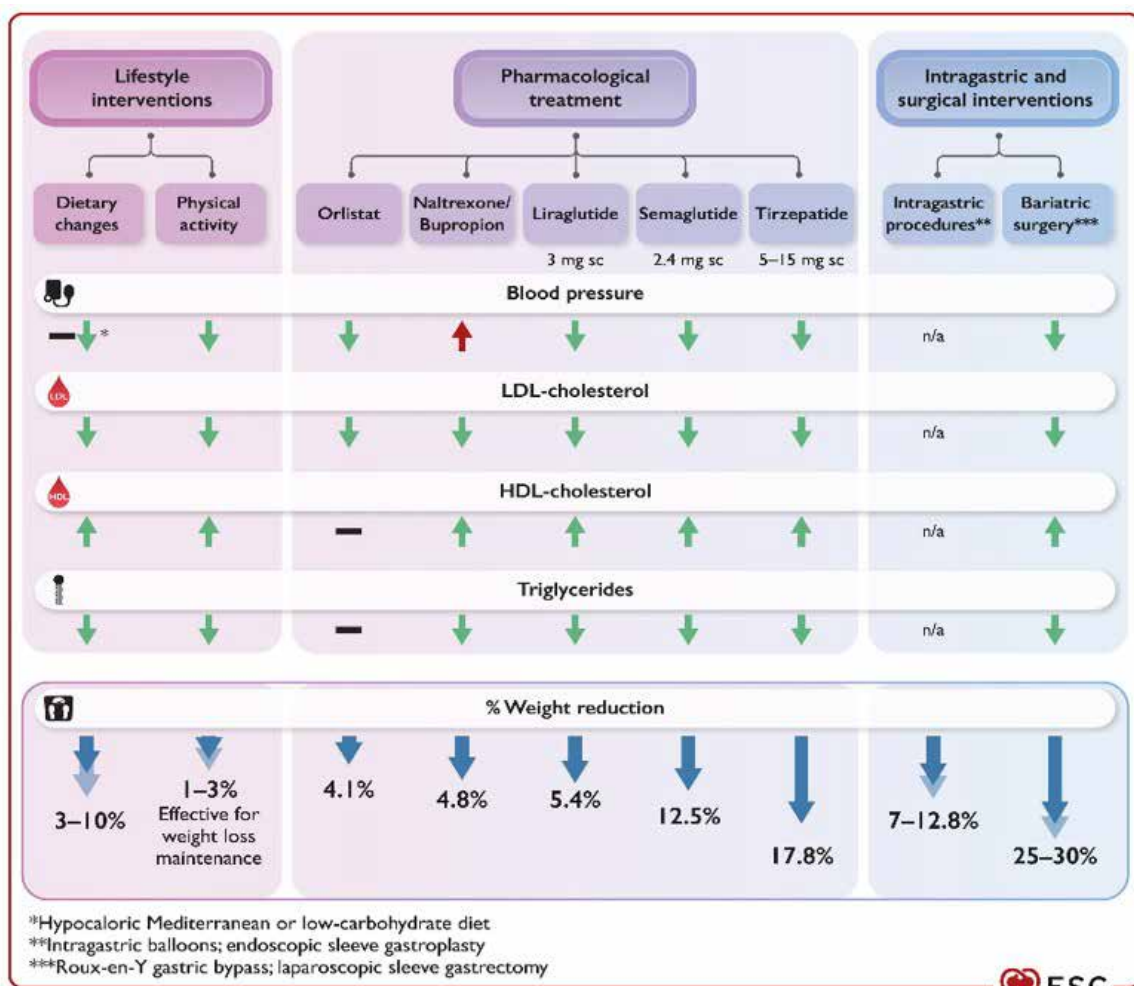 Lifestyle
interventions
Pharmacological
treatment
Intragastric and
surgical interventions
Dietary
changes
Physical
activity
Orlistat
Naltrexone/
Bupropion
Liraglutide
Semaglutide
Tirzepatide
Intragastric
procedures**
Bariatric
surgery***
3 mg sc
2.4 mg sc
5–15 mg sc
Blood pressure
*
n/a
LDL
LDL-cholesterol
n/a
HDL
HDL-cholesterol
n/a
Triglycerides
n/a
% Weight reduction
3–10%
1–3%
Effective for
weight loss
maintenance
4.1%
4.8%
5.4%
12.5%
17.8%
7–12.8%
25–30%
*Hypocaloric Mediterranean or low-carbohydrate diet
**Intragastric balloons; endoscopic sleeve gastroplasty
***Roux-en-Y gastric bypass; laparoscopic sleeve gastrectomy
ESC